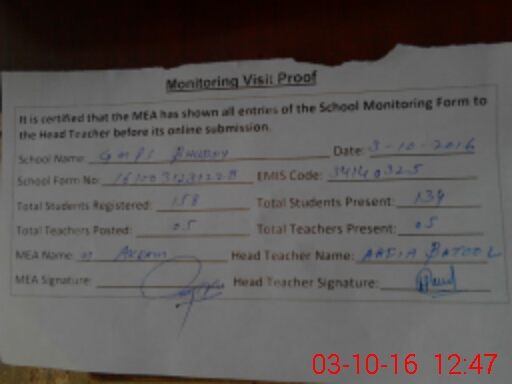 Monitoring Visit Proof
It is certified that the MEA has shown all entries of the School Monitoring Form to
the Head Teacher before its online submission.
School Name: GMPS Date: 3-10-2016
School Form No: EMIS Code:
Total Students Registered: 158 Total Students Present: 134
Total Teachers Posted: 05 Total Teachers Present: 05
MEA Name: M Akram Head Teacher Name: BATOOL
MEA Signature: Head Teacher Signature:
03-10-16 12:47